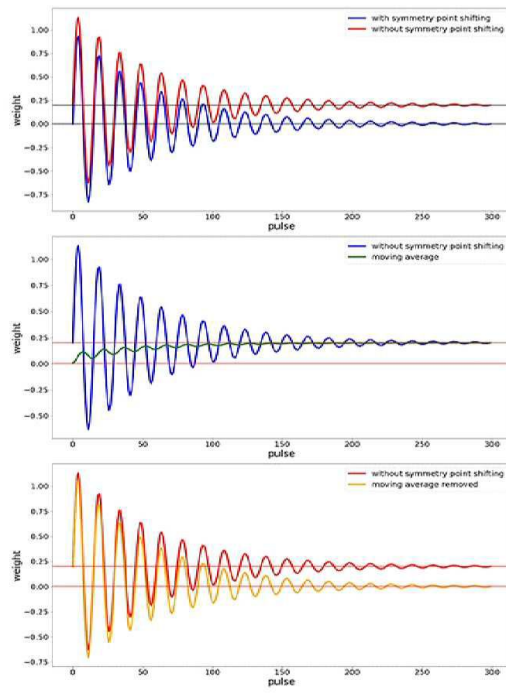 with symmetry point shifting
without symmetry point shifting
weight
1.00
0.75
0.50
0.25
0.00
−0.25
−0.50
−0.75
0 50 100 150 200 250 300
pulse
without symmetry point shifting
moving average
weight
1.00
0.75
0.50
0.25
0.00
−0.25
−0.50
0 50 100 150 200 250 300
pulse
without symmetry point shifting
moving average removed
weight
1.00
0.75
0.50
0.25
0.00
−0.25
−0.50
−0.75
0 50 100 150 200 250 300
pulse